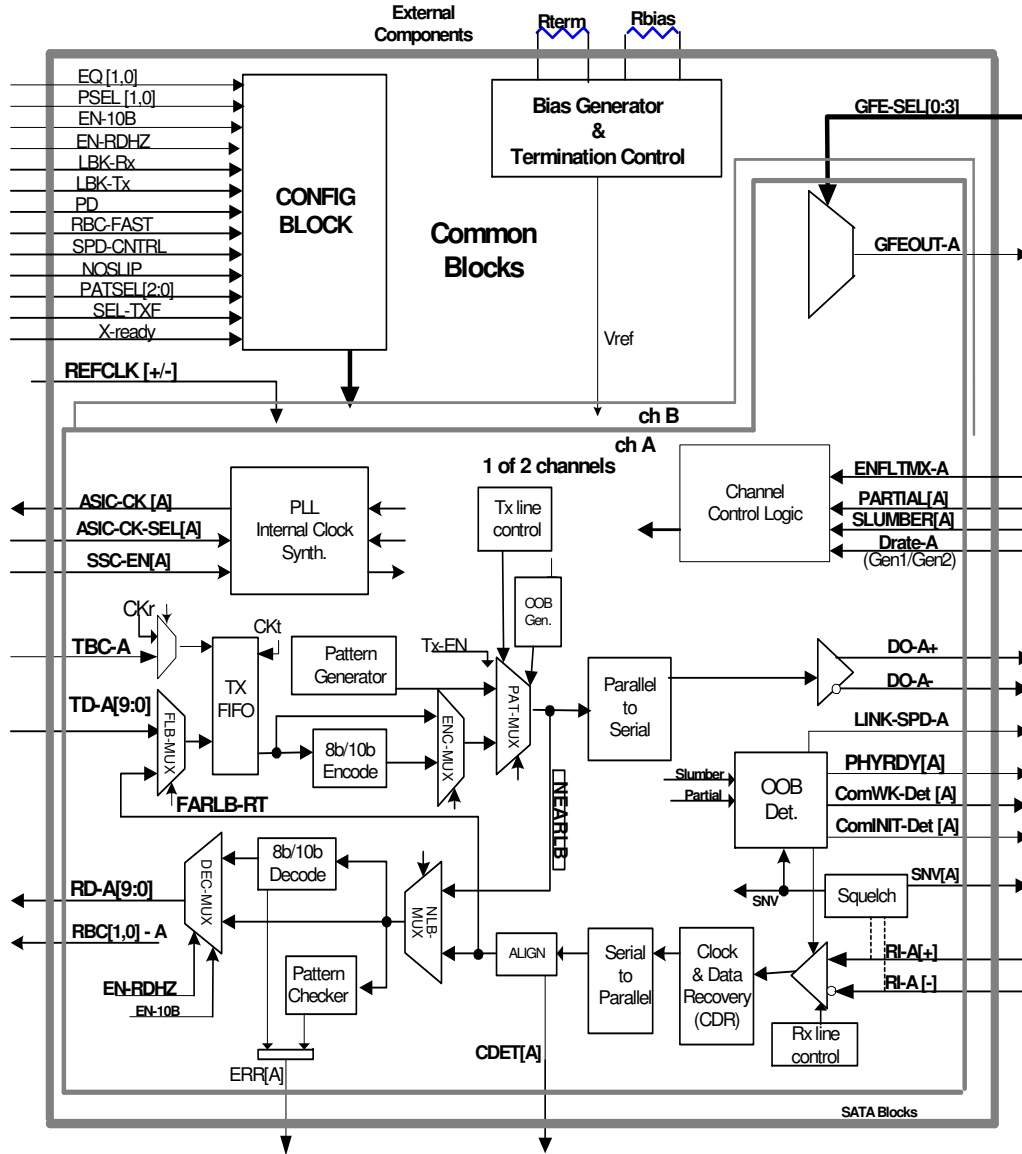 External
Components
Rterm
Rbias
EQ [1,0]
PSEL [1,0]
EN-10B
EN-RDHZ
LBK-Rx
LBK-Tx
PD
RBC-FAST
SPD-CNTRL
NOSLIP
PATSEL[2:0]
SEL-TXF
X-ready
CONFIG
BLOCK
Bias Generator
&
Termination Control
Common
Blocks
GFE-SEL[0:3]
GFEOUT-A
Vref
REFCLK [+/-]
ch B
ch A
1 of 2 channels
ASIC-CK [A]
ASIC-CK-SEL[A]
SSC-EN[A]
PLL
Internal Clock
Synth.
Tx line
control
OOB
Gen.
Channel
Control Logic
ENFLTMX-A
PARTIAL[A]
SLUMBER[A]
Drate-A
(Gen1/Gen2)
CKr
TBC-A
CKt
TD-A[9:0]
FLB-MUX
TX
FIFO
Pattern
Generator
Tx-EN
PAT-MUX
8b/10b
Encode
ENC-MUX
Parallel
to
Serial
DO-A+
DO-A-
LINK-SPD-A
PHYRDY[A]
ComWK-Det [A]
ComINIT-Det [A]
Slumber
Partial
OOB
Det.
FARLB-RT
NEARLB
8b/10b
Decode
DEC-MUX
NLB-
MUX
RD-A[9:0]
RBC[1,0] - A
EN-RDHZ
EN-10B
Pattern
Checker
ERR[A]
ALIGN
CDET[A]
Serial
to
Parallel
Clock
& Data
Recovery
(CDR)
SNV
Squelch
SNV[A]
RI-A[+]
RI-A [-]
Rx line
control
SATA Blocks